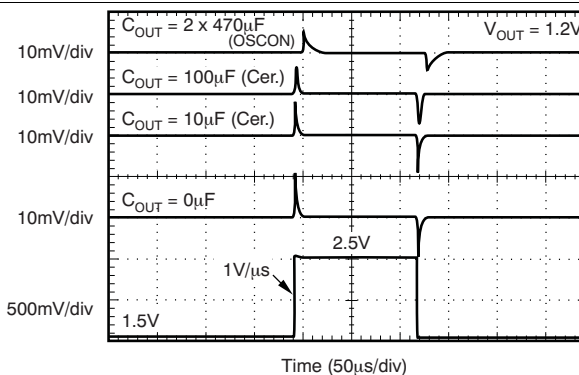 C_OUT = 2 x 470μF V_OUT = 1.2V
(OSCON)
10mV/div
C_OUT = 100μF (Cer.)
10mV/div
C_OUT = 10μF (Cer.)
10mV/div
C_OUT = 0μF
10mV/div
2.5V
1V/μs
500mV/div
1.5V
Time (50μs/div)